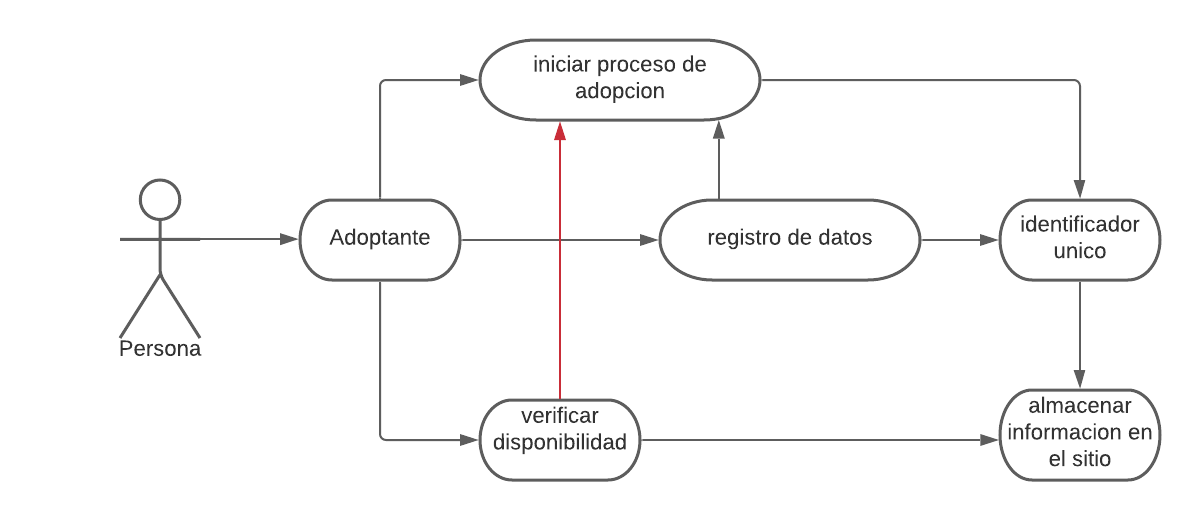 iniciar proceso de
adopcion
Adoptante
registro de datos
identificador
unico
Persona
verificar
disponibilidad
almacenar
informacion en
el sitio